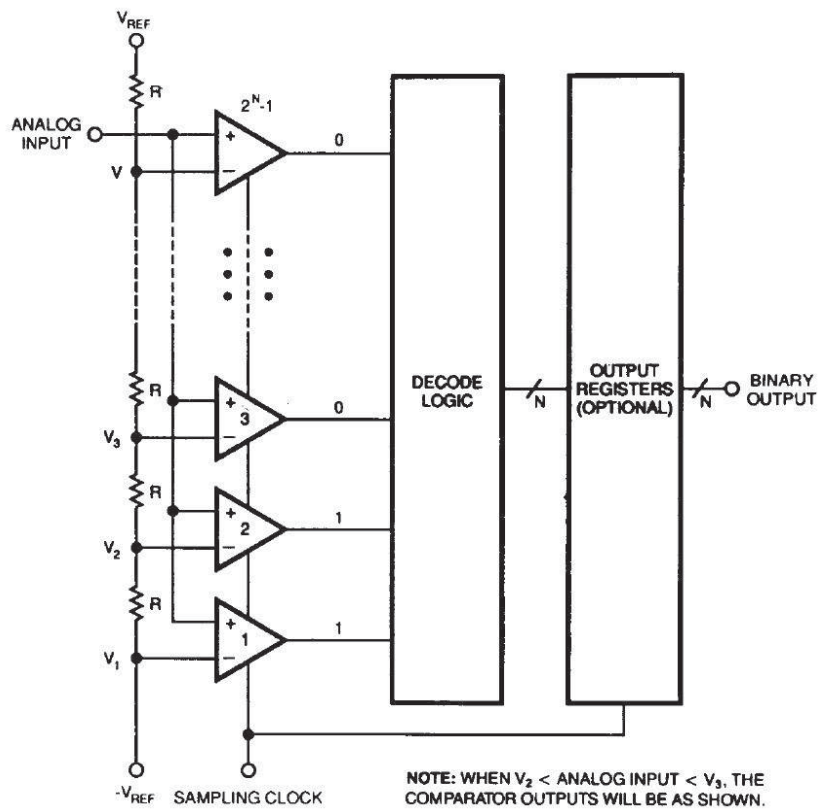 V_REF
R
2^N-1
ANALOG
INPUT
+
0
V
−
R
+
0
DECODE
LOGIC
N
OUTPUT
REGISTERS
(OPTIONAL)
N
BINARY
OUTPUT
3
V_3
−
R
+
1
2
V_2
−
R
+
1
1
V_1
−
-V_REF
SAMPLING CLOCK
NOTE: WHEN V_2 < ANALOG INPUT < V_3, THE
COMPARATOR OUTPUTS WILL BE AS SHOWN.